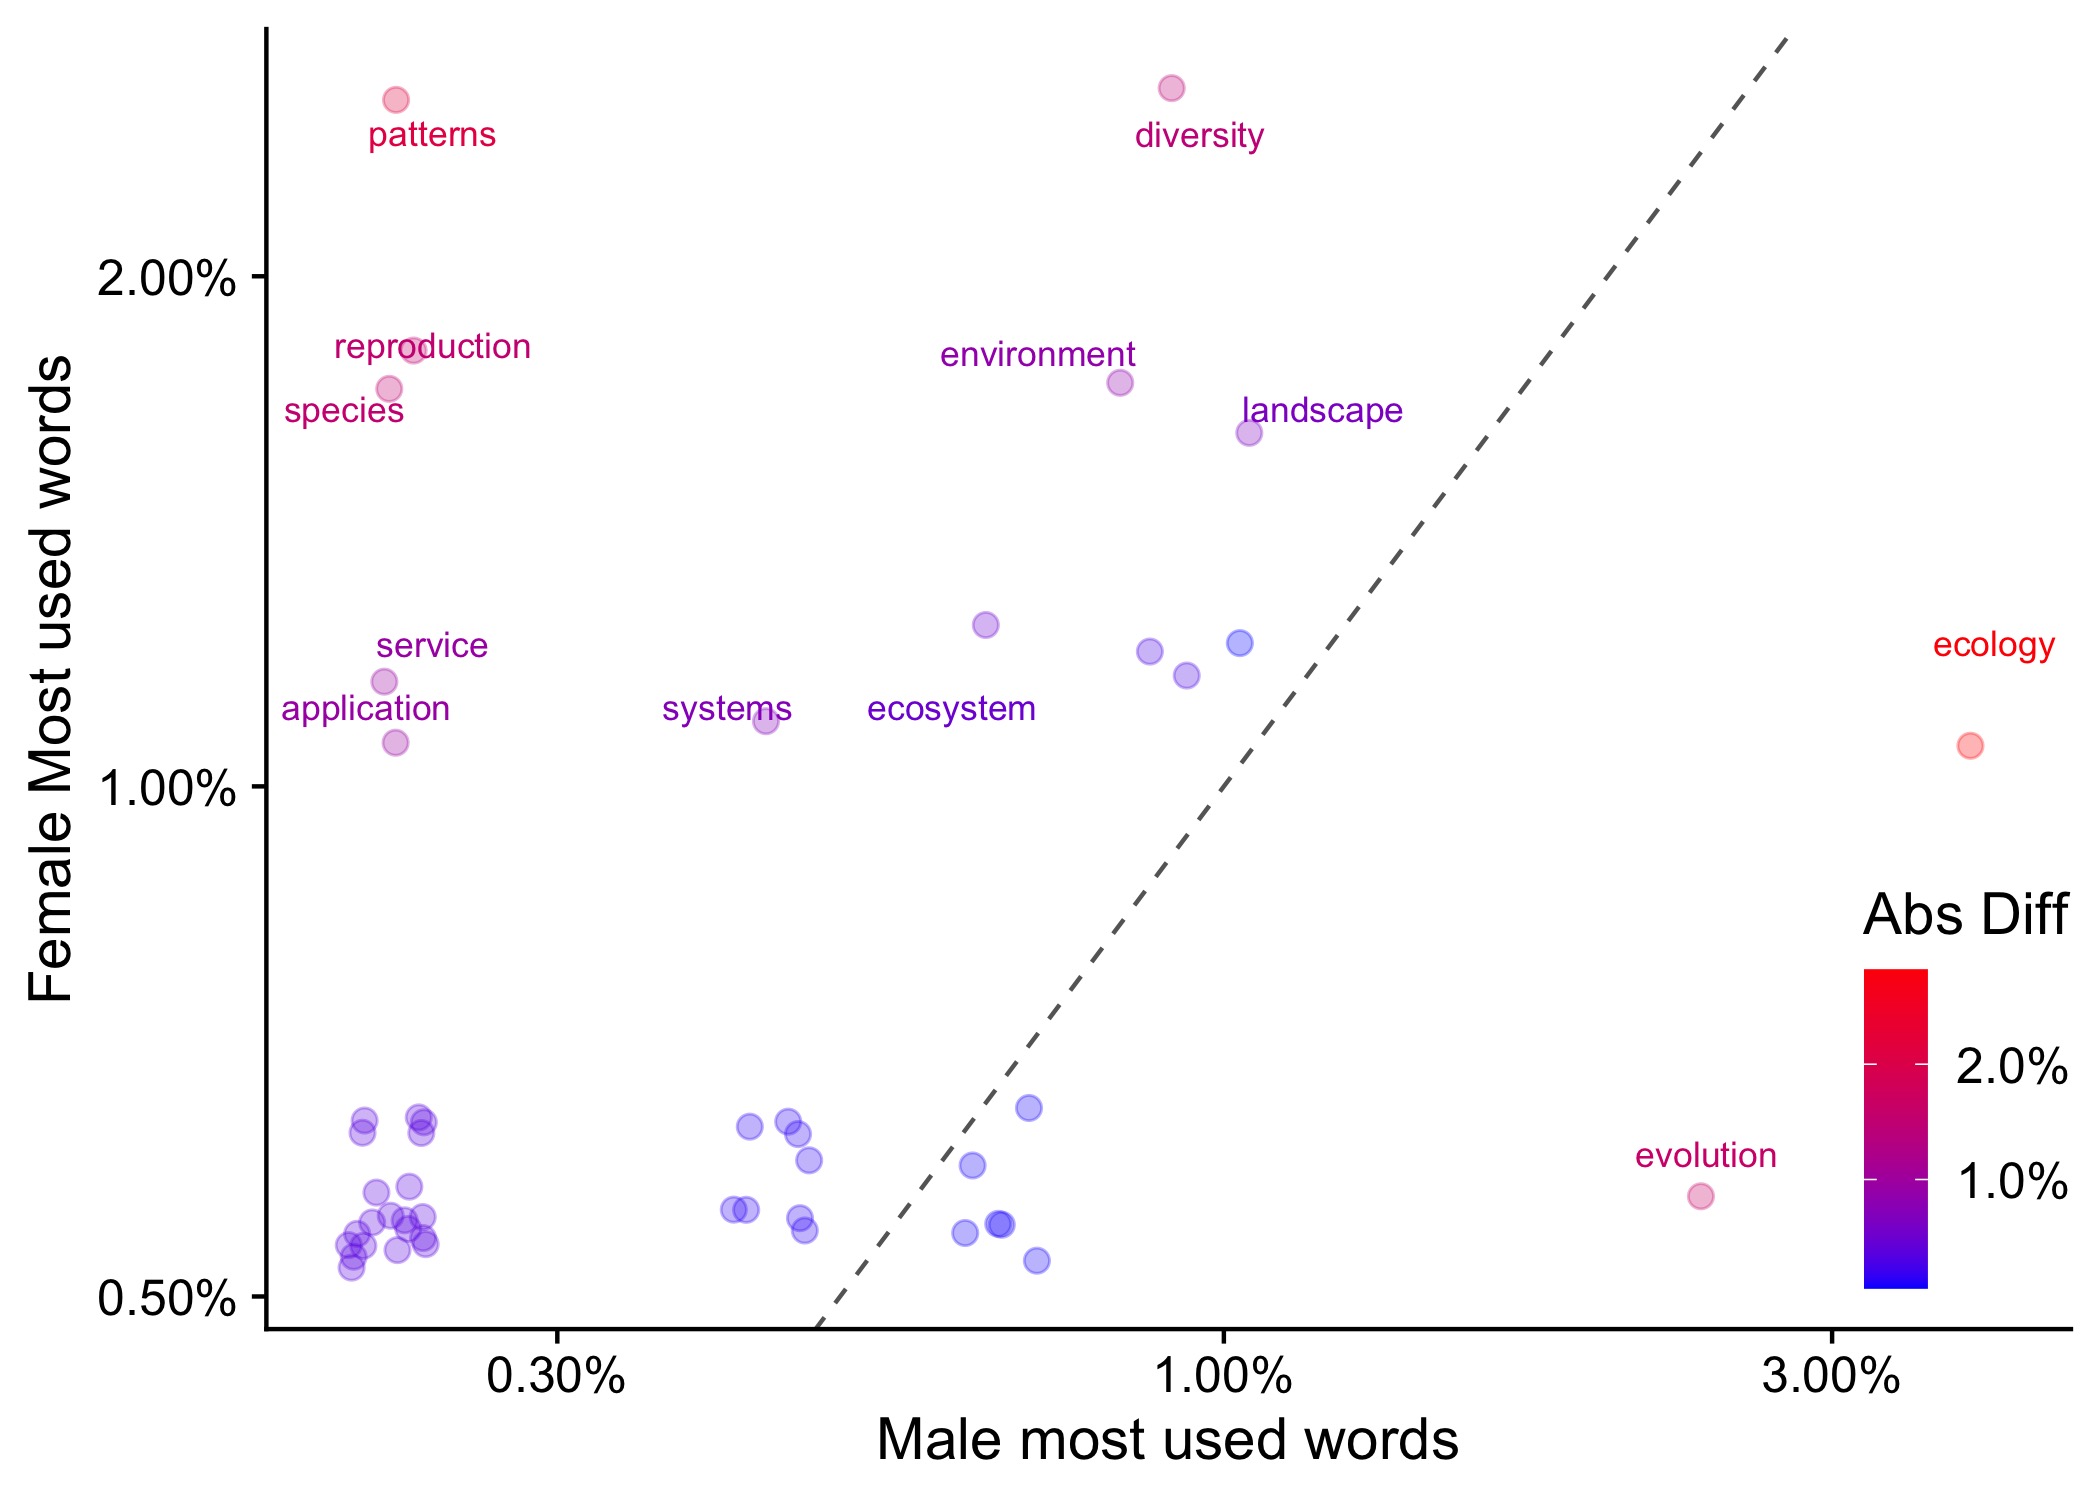 patterns
diversity
2.00%
reproduction
environment
species
landscape
service
ecology
application
systems
ecosystem
1.00%
Female Most used words
Abs Diff
2.0%
1.0%
evolution
0.50%
0.30%
1.00%
3.00%
Male most used words